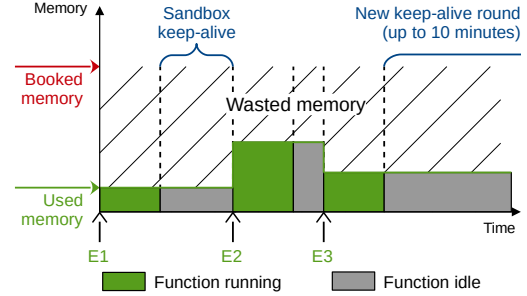 Memory
Sandbox
keep-alive
New keep-alive round
(up to 10 minutes)
Booked
memory
Wasted memory
Used
memory
Time
E1
E2
E3
Function running
Function idle